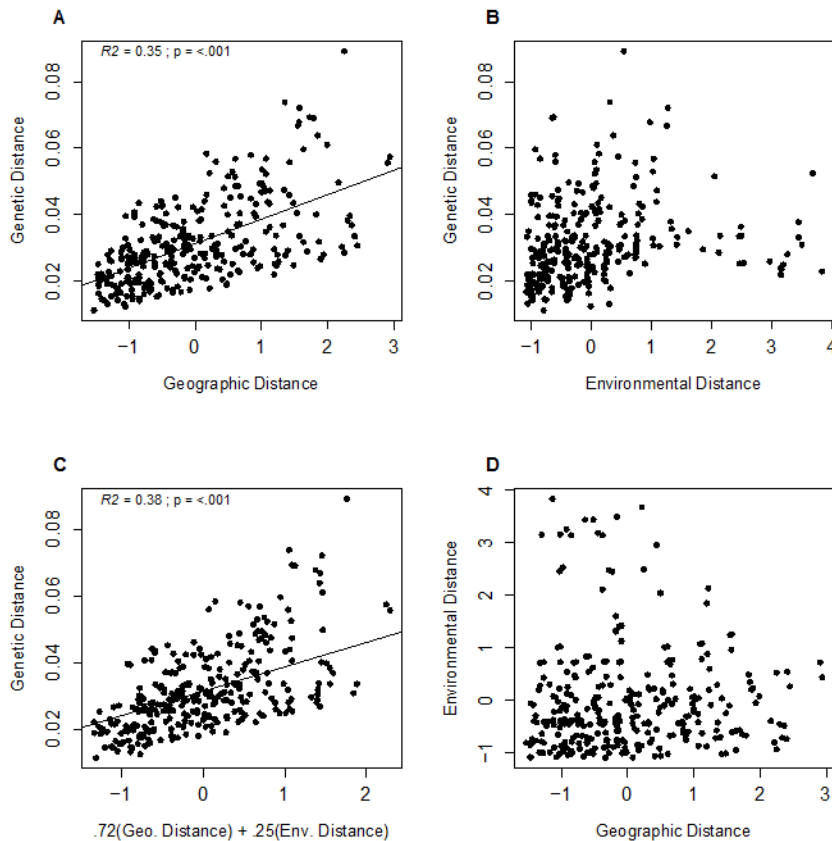 A
B
R2 = 0.35 ; p = <.001
Genetic Distance
0.02 0.04 0.06 0.08
−1 0 1 2 3
Geographic Distance
Genetic Distance
0.02 0.04 0.06 0.08
−1 0 1 2 3 4
Environmental Distance
C
D
R2 = 0.38 ; p = <.001
Genetic Distance
0.02 0.04 0.06 0.08
−1 0 1 2
.72(Geo. Distance) + .25(Env. Distance)
Environmental Distance
−1 0 1 2 3 4
−1 0 1 2 3
Geographic Distance